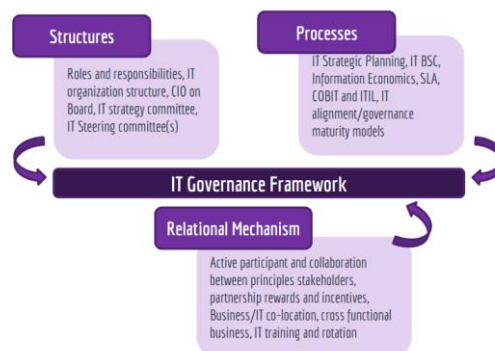 Structures
Roles and responsibilities, IT
organization structure, CIO on
Board, IT strategy committee,
IT Steering committee(s)
Processes
IT Strategic Planning, IT BSC,
Information Economics, SLA,
COBIT and ITIL, IT
alignment/governance
maturity models
IT Governance Framework
Relational Mechanism
Active participant and collaboration
between principles stakeholders,
partnership rewards and incentives,
Business/IT co-location, cross functional
business, IT training and rotation